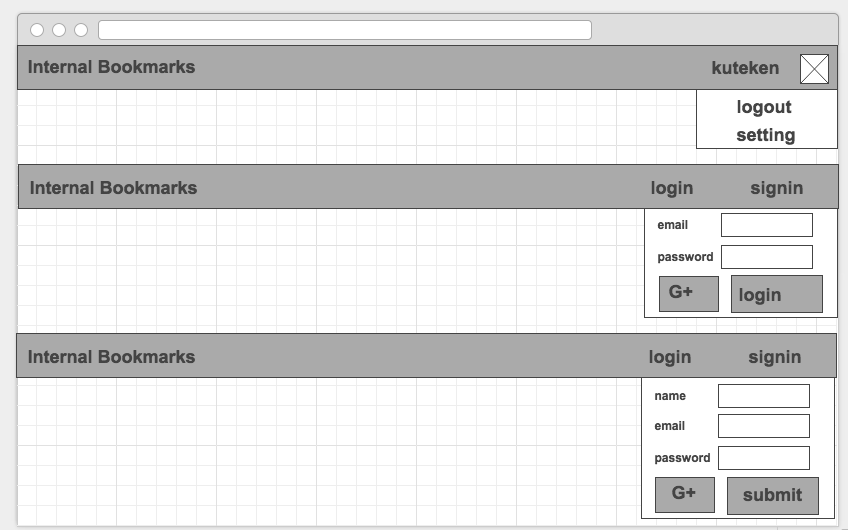 Internal Bookmarks kuteken
logout
setting
Internal Bookmarks login signin
email
password
G+ login
Internal Bookmarks login signin
name
email
password
G+ submit